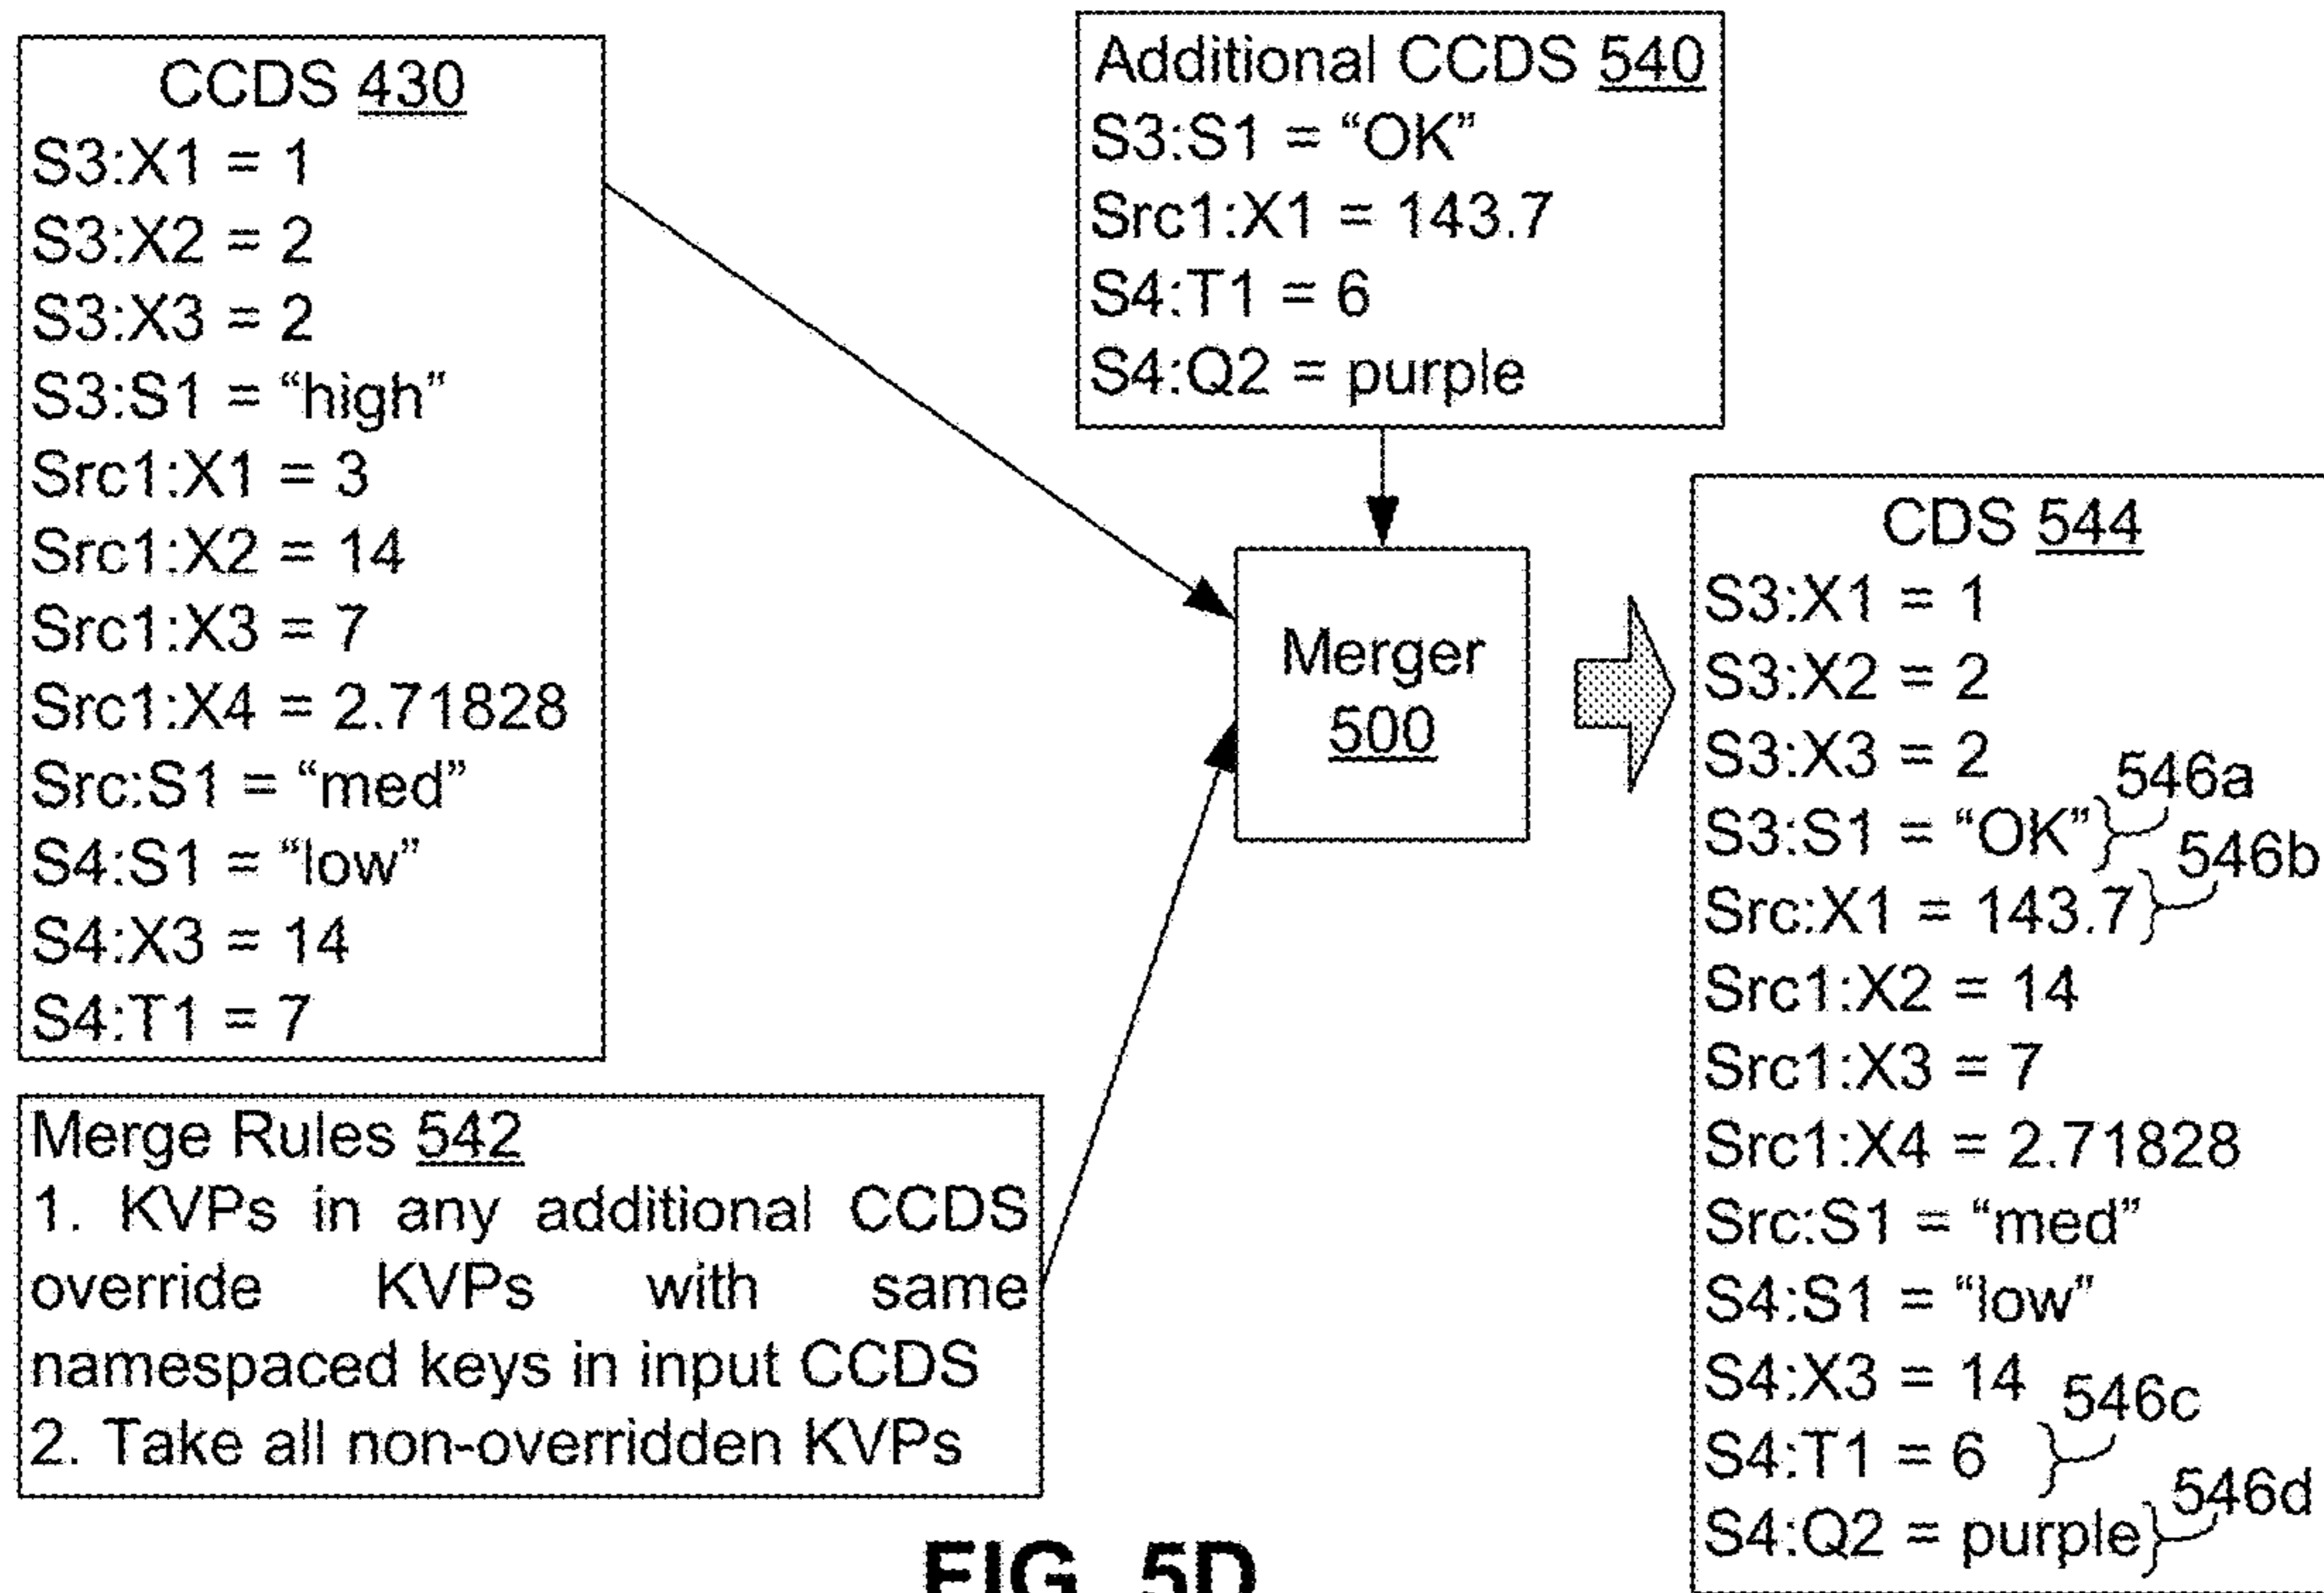 CCDS 430
S3:X1 = 1
S3:X2 = 2
S3:X3 = 2
S3:S1 = “high”
Src1:X1 = 3
Src1:X2 = 14
Src1:X3 = 7
Src1:X4 = 2.71828
Src:S1 = “med”
S4:S1 = “low”
S4:X3 = 14
S4:T1 = 7
Additional CCDS 540
S3:S1 = “OK”
Src1:X1 = 143.7
S4:T1 = 6
S4:Q2 = purple
Merge Rules 542
1. KVPs in any additional CCDS
override KVPs with same
namespaced keys in input CCDS
2. Take all non-overridden KVPs
Merger
500
CDS 544
S3:X1 = 1
S3:X2 = 2
S3:X3 = 2
S3:S1 = “OK” 546a
Src:X1 = 143.7 546b
Src1:X2 = 14
Src1:X3 = 7
Src1:X4 = 2.71828
Src:S1 = “med”
S4:S1 = “low”
S4:X3 = 14
S4:T1 = 6 546c
S4:Q2 = purple 546d
FIG. 5D